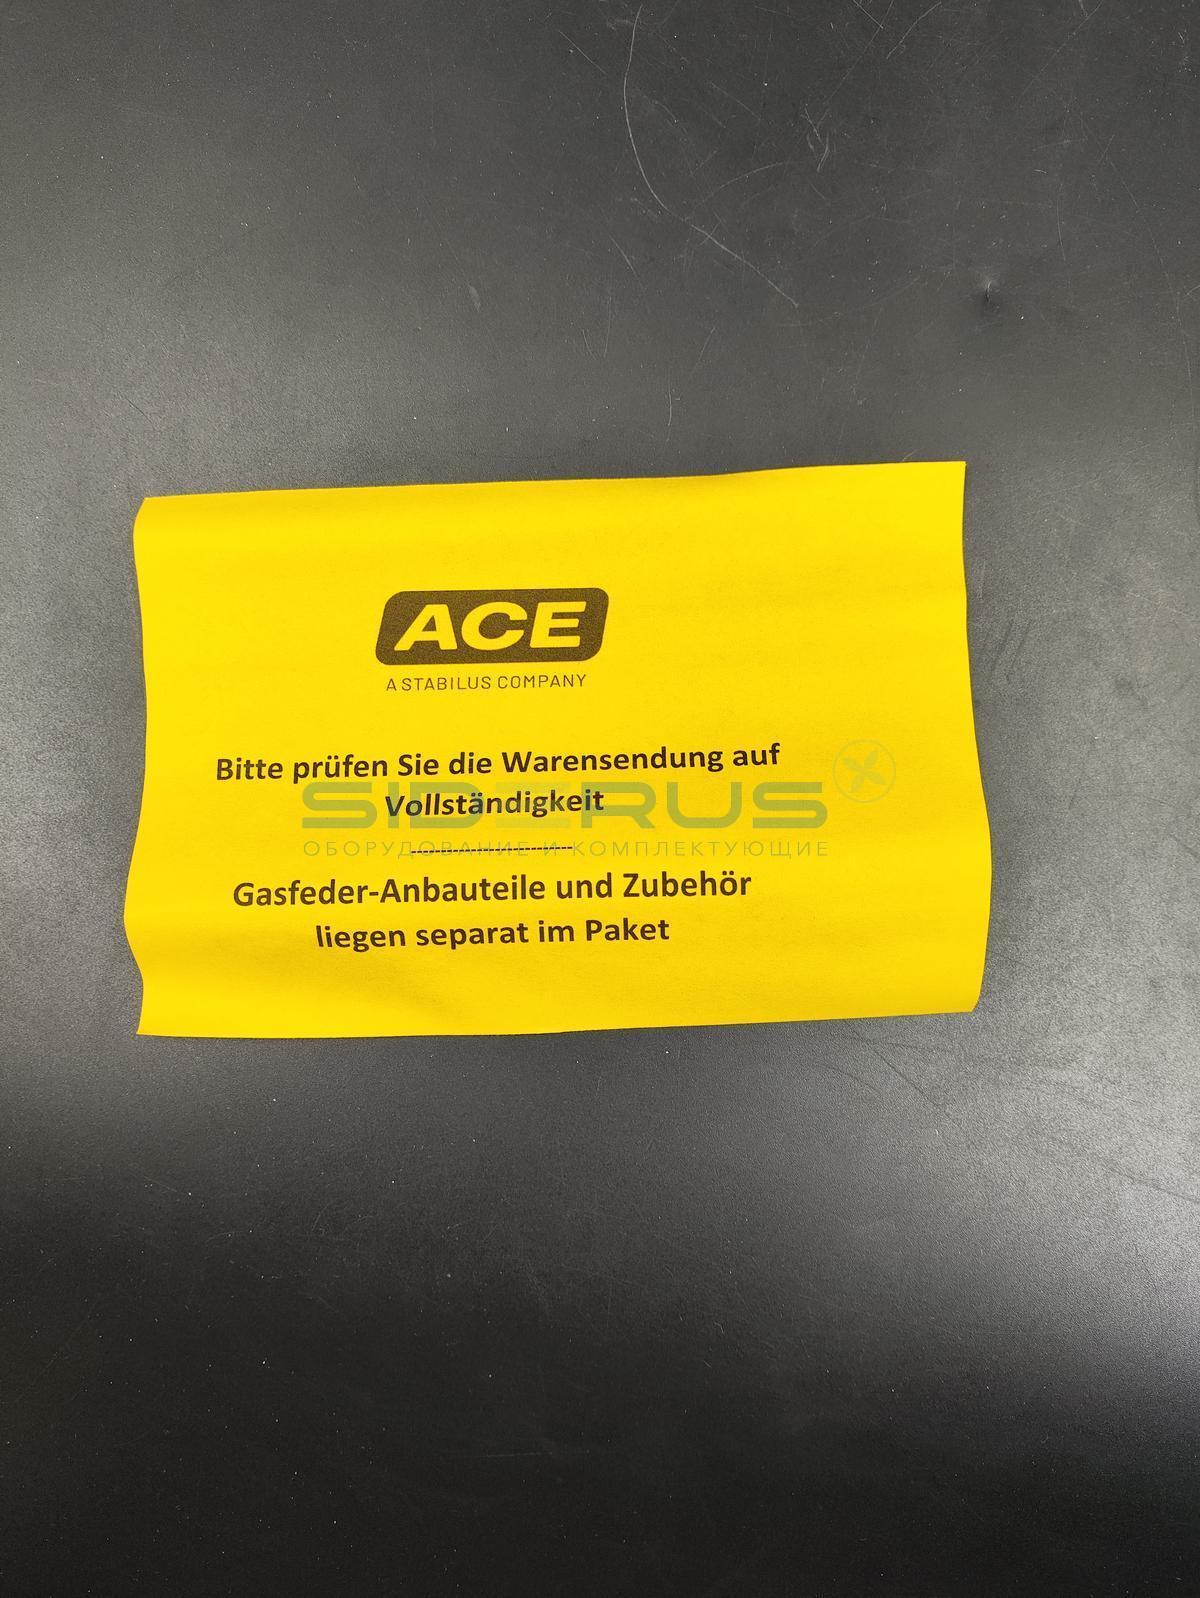 ACE
A STABILUS COMPANY
Bitte prüfen Sie die Warensendung auf
Vollständigkeit
SIDERUS
ОБОРУДОВАНИЕ И КОМПЛЕКТУЮЩИЕ
Gasfeder-Anbauteile und Zubehör
liegen separat im Paket